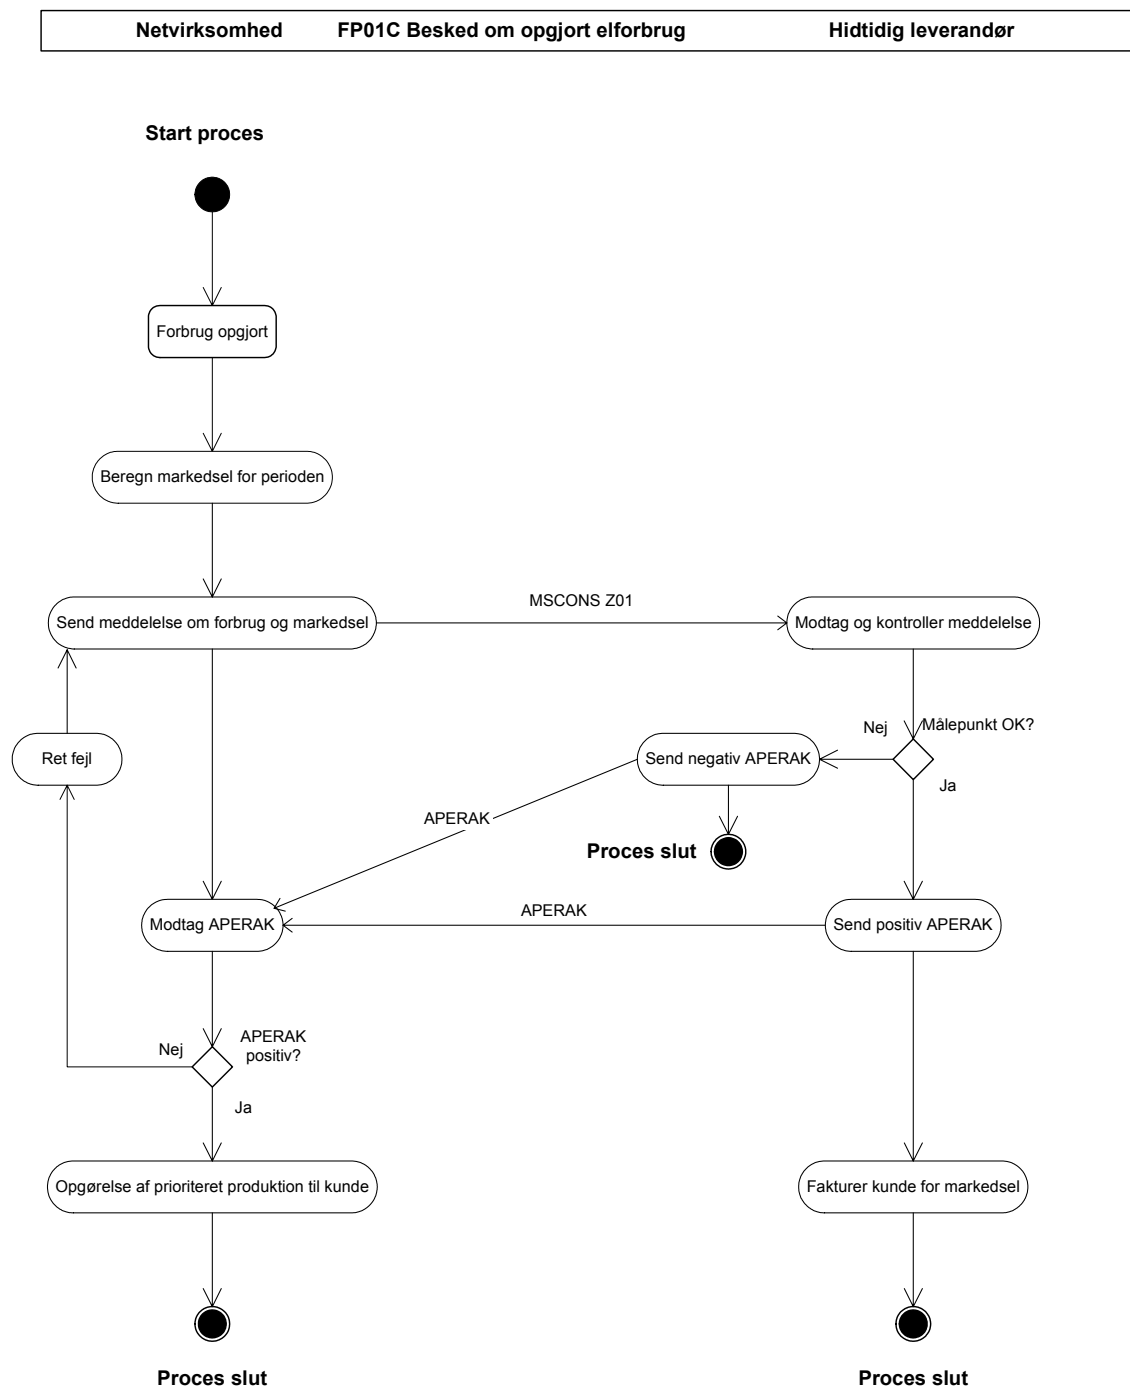 Netvirksomhed FP01C Besked om opgjort elforbrug Hidtidig leverandør
Start proces
Forbrug opgjort
Beregn markedsel for perioden
MSCONS Z01
Send meddelelse om forbrug og markedsel
Modtag og kontroller meddelelse
Nej
Målepunkt OK?
Ret fejl
Send negativ APERAK
Ja
APERAK
Proces slut
APERAK
Modtag APERAK
Send positiv APERAK
APERAK
positiv?
Nej
Ja
Opgørelse af prioriteret produktion til kunde
Fakturer kunde for markedsel
Proces slut
Proces slut